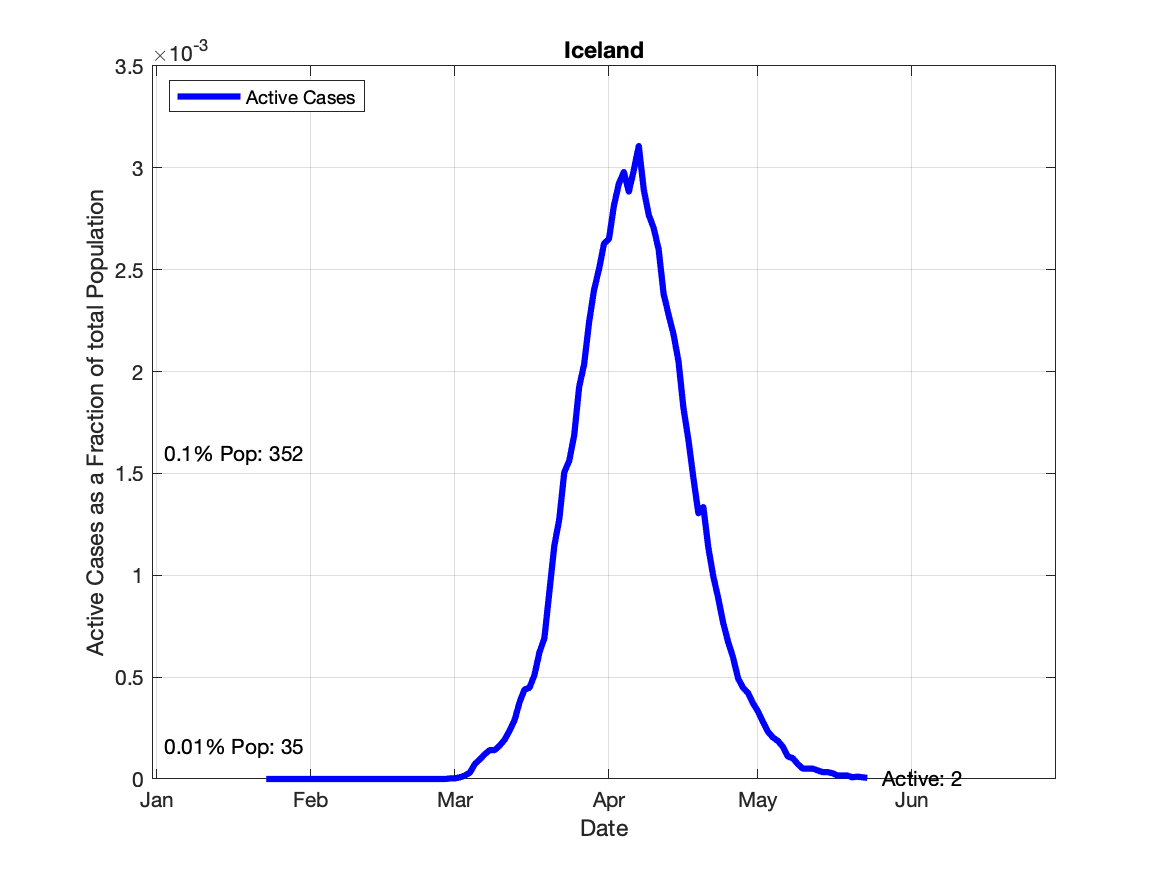 Iceland
×10-3
Active Cases
3.5
3
2.5
2
1.5
1
0.5
0
Active Cases as a Fraction of total Population
0.1% Pop: 352
0.01% Pop: 35
Active: 2
Jan Feb Mar Apr May Jun
Date